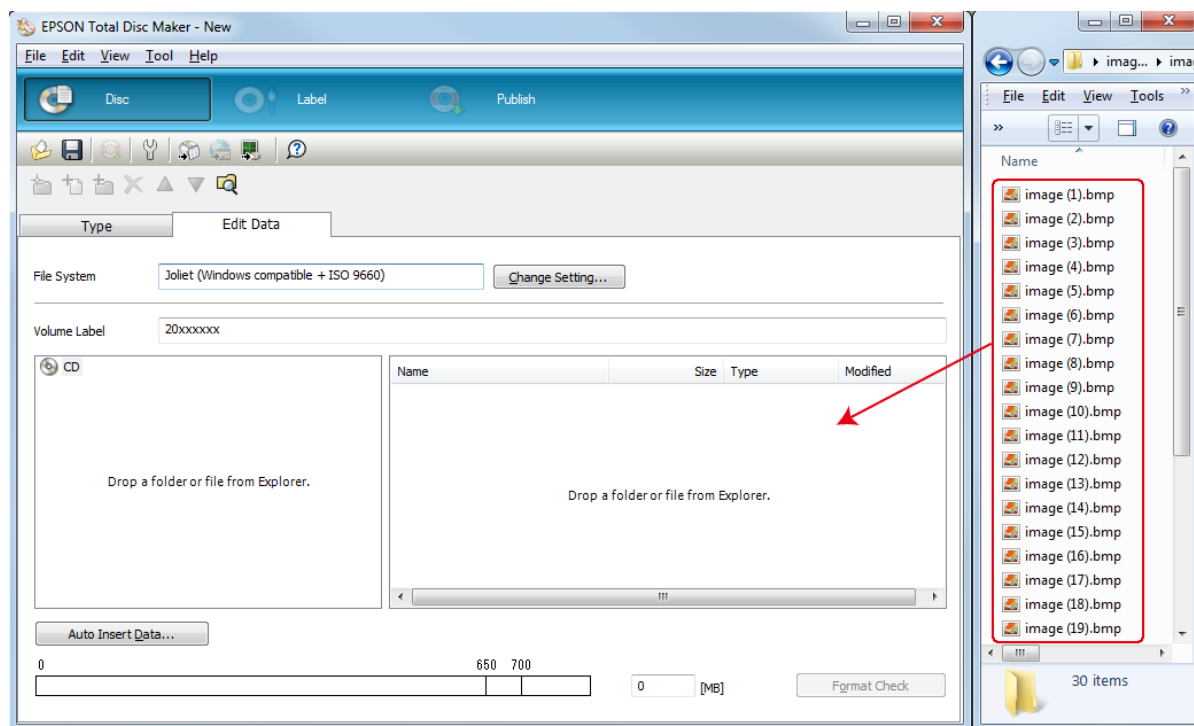 EPSON Total Disc Maker - New
File Edit View Tool Help
Disc Label Publish
Type Edit Data
File System Joliet (Windows compatible + ISO 9660) Change Setting...
Volume Label 20xxxxxx
CD
Drop a folder or file from Explorer.
Name Size Type Modified
Drop a folder or file from Explorer.
Auto Insert Data...
0 650 700
0 [MB] Format Check
imag... ima
File Edit View Tools »
»
Name
image (1).bmp
image (2).bmp
image (3).bmp
image (4).bmp
image (5).bmp
image (6).bmp
image (7).bmp
image (8).bmp
image (9).bmp
image (10).bmp
image (11).bmp
image (12).bmp
image (13).bmp
image (14).bmp
image (15).bmp
image (16).bmp
image (17).bmp
image (18).bmp
image (19).bmp
30 items